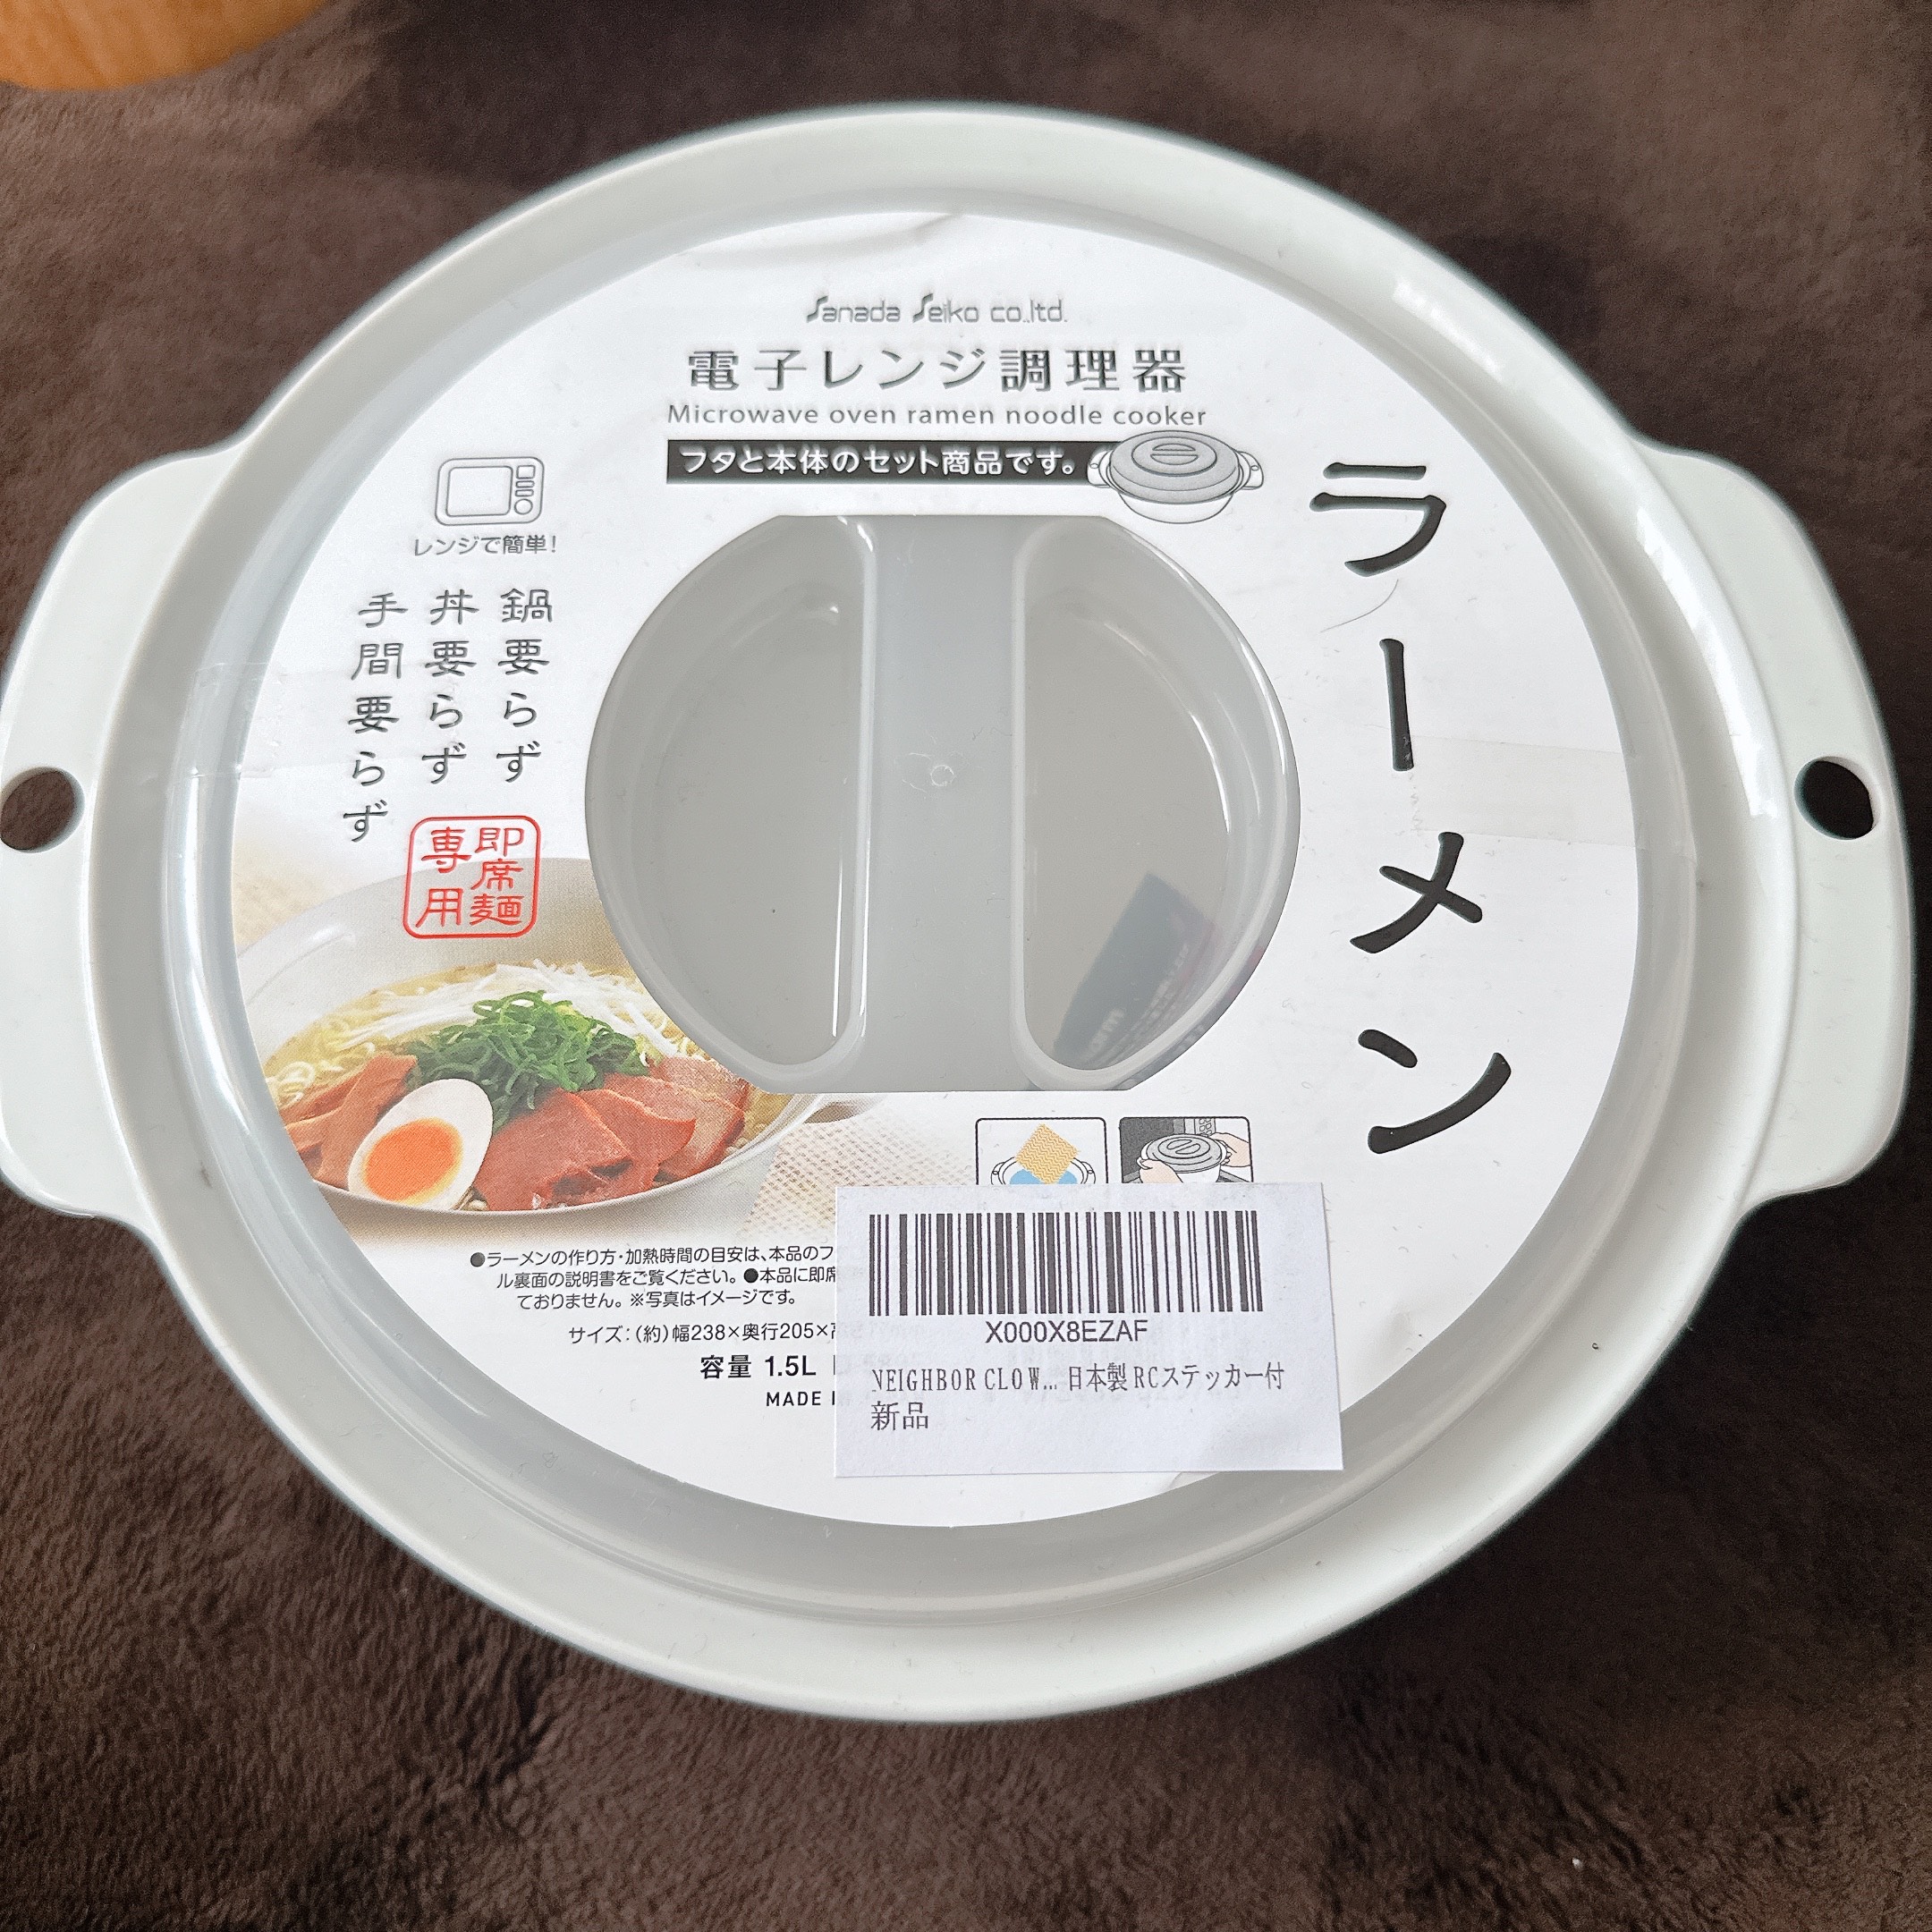 Sanada Seiko co.,ltd.
電子レンジ調理器
Microwave oven ramen noodle cooker
フタと本体のセット商品です。
ラーメン
レンジで簡単!
鍋要らず
丼要らず
手間要らず
即席麺
専用
●ラーメンの作り方・加熱時間の目安は、本品のフ
ル裏面の説明書をご覧ください。●本品に即席
ておりません。※写真はイメージです。
サイズ:(約)幅238×奥行205×高
容量 1.5L
MADE
X000X8EZAF
NEIGHBOR CLOW... 日本製 RCステッカー付
新品